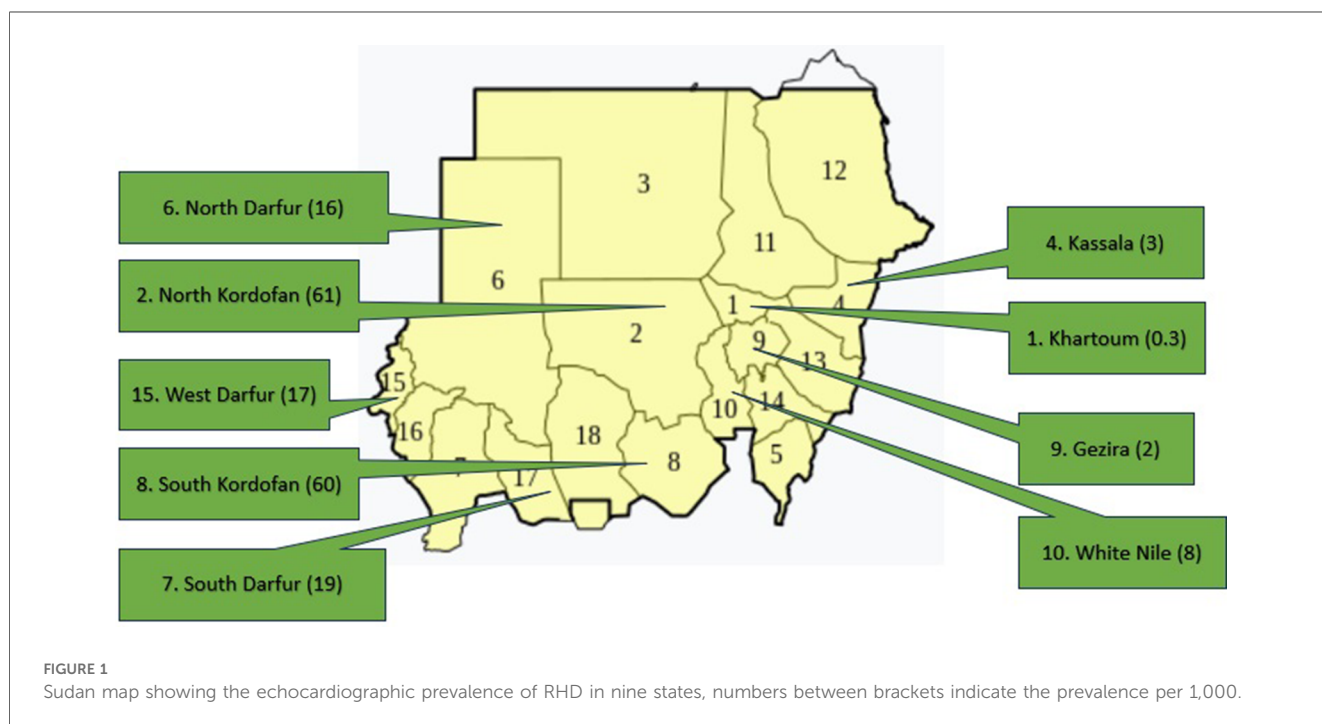 12
3
6. North Darfur (16)
4. Kassala (3)
11
6
2. North Kordofan (61)
1
4
1. Khartoum (0.3)
2
9
13
15
15. West Darfur (17)
10
14
16
18
9. Gezira (2)
8
5
17
8. South Kordofan (60)
10. White Nile (8)
7. South Darfur (19)
FIGURE 1
Sudan map showing the echocardiographic prevalence of RHD in nine states, numbers between brackets indicate the prevalence per 1,000.